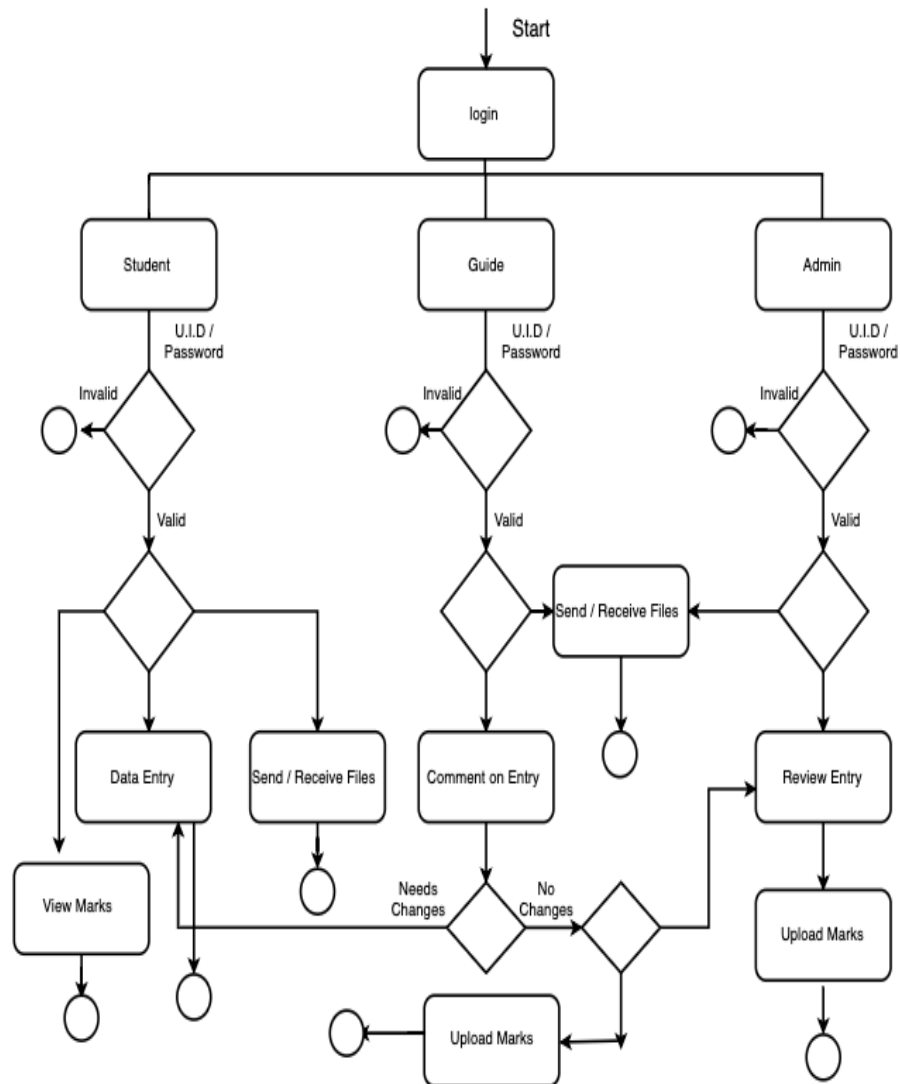 Start
login
Student
Guide
Admin
U.I.D /
Password
U.I.D /
Password
U.I.D /
Password
Invalid
Invalid
Invalid
Valid
Valid
Valid
Send / Receive Files
Data Entry
Send / Receive Files
Comment on Entry
Review Entry
View Marks
Needs
Changes
No
Changes
Upload Marks
Upload Marks